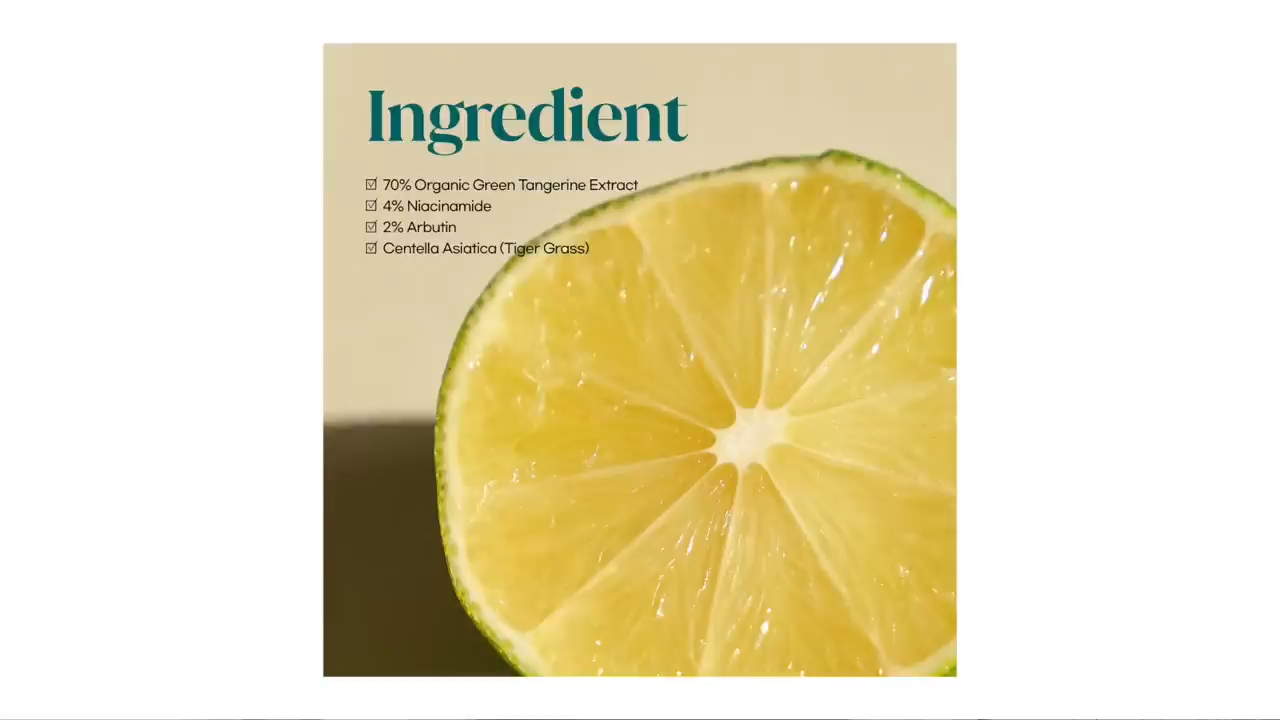 Ingredient
☑ 70% Organic Green Tangerine Extract
☑ 4% Niacinamide
☑ 2% Arbutin
☑ Centella Asiatica (Tiger Grass)